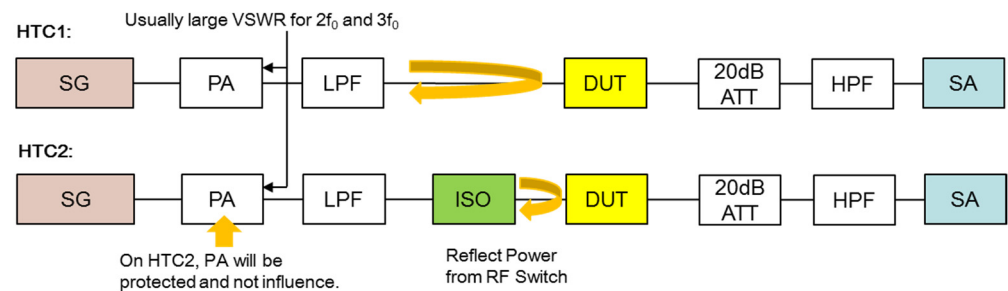 Usually large VSWR for 2f₀ and 3f₀
HTC1:
SG PA LPF DUT 20dB ATT HPF SA
HTC2:
SG PA LPF ISO DUT 20dB ATT HPF SA
On HTC2, PA will be
protected and not influence.
Reflect Power
from RF Switch